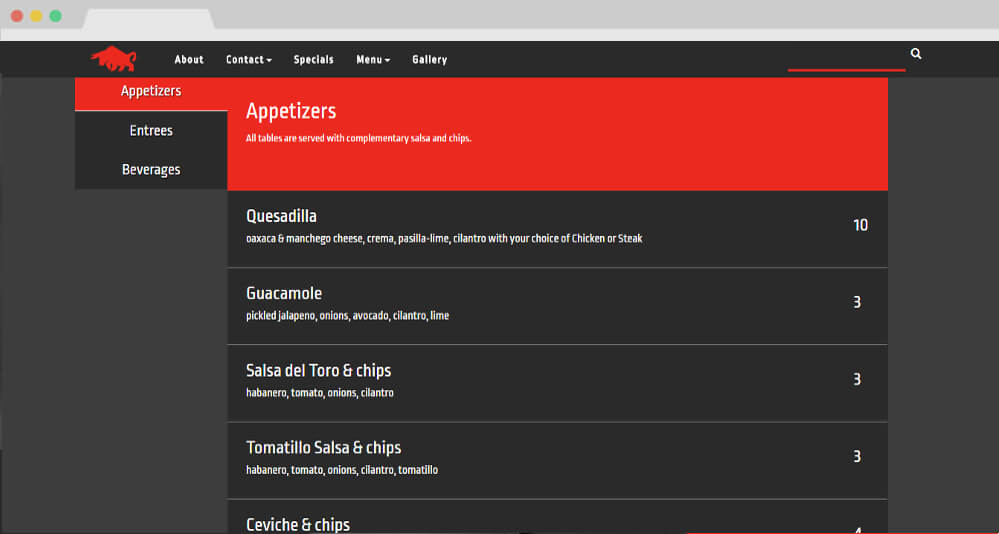 About Contact Specials Menu Gallery
Appetizers
Entrees
Beverages
Appetizers
All tables are served with complementary salsa and chips.
Quesadilla 10
oaxaca & manchego cheese, crema, pasilla-lime, cilantro with your choice of Chicken or Steak
Guacamole 3
pickled jalapeno, onions, avocado, cilantro, lime
Salsa del Toro & chips 3
habanero, tomato, onions, cilantro
Tomatillo Salsa & chips 3
habanero, tomato, onions, cilantro, tomatillo
Ceviche & chips